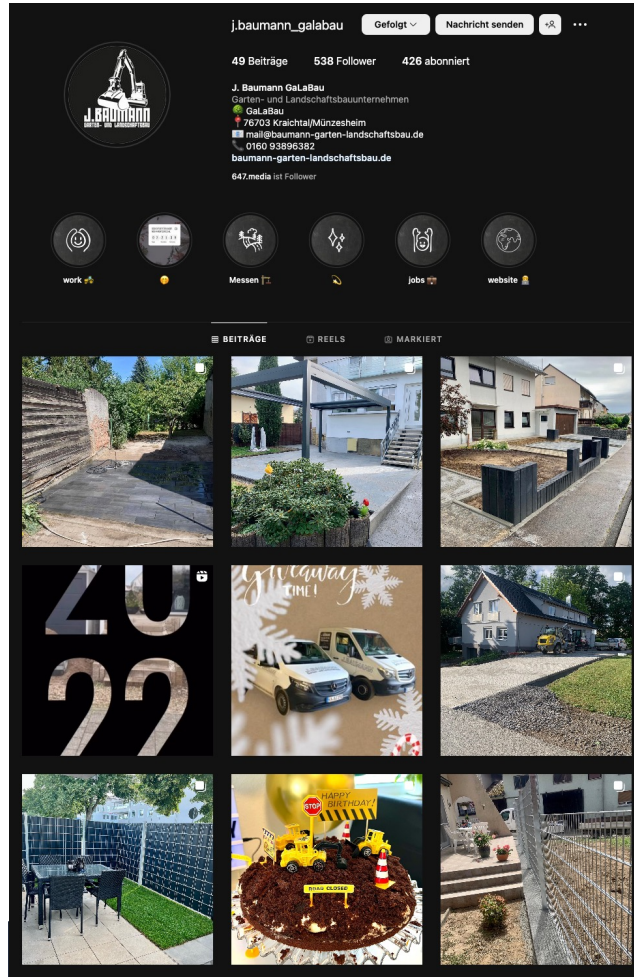 j.baumann_galabau Gefolgt Nachricht senden
49 Beiträge 538 Follower 426 abonniert
J. Baumann GaLaBau
Garten- und Landschaftsbauunternehmen
GaLaBau
76703 Kraichtal/Münzesheim
mail@baumann-garten-landschaftsbau.de
0160 93896382
baumann-garten-landschaftsbau.de
647.media ist Follower
J.BAUMANN
GARTEN- UND LANDSCHAFTSBAU
work Messen jobs website
BEITRÄGE REELS MARKIERT
20
22
Giveaway
TIME!
HAPPY
BIRTHDAY!
STOP
ROAD CLOSED